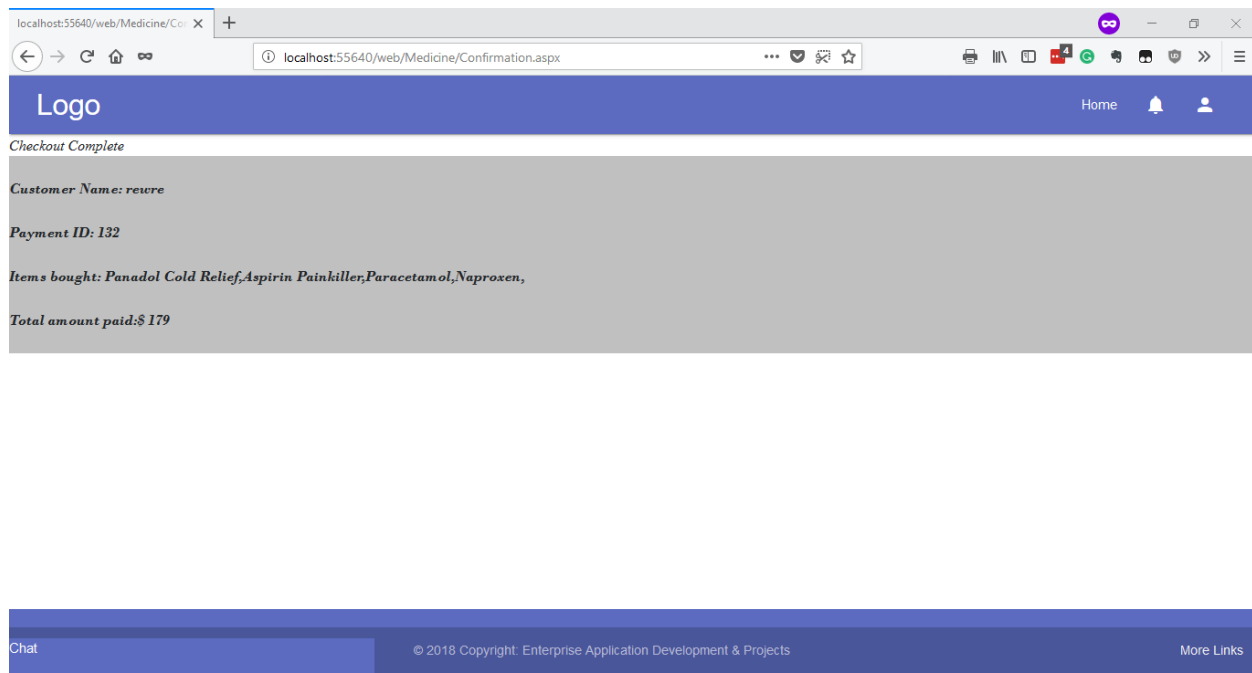 localhost:55640/web/Medicine/Co
localhost:55640/web/Medicine/Confirmation.aspx
4
Logo
Home
Checkout Complete
Customer Name: rewre
Payment ID: 132
Items bought: Panadol Cold Relief,Aspirin Painkiller,Paracetamol,Naproxen,
Total amount paid:$ 179
Chat
© 2018 Copyright: Enterprise Application Development & Projects
More Links